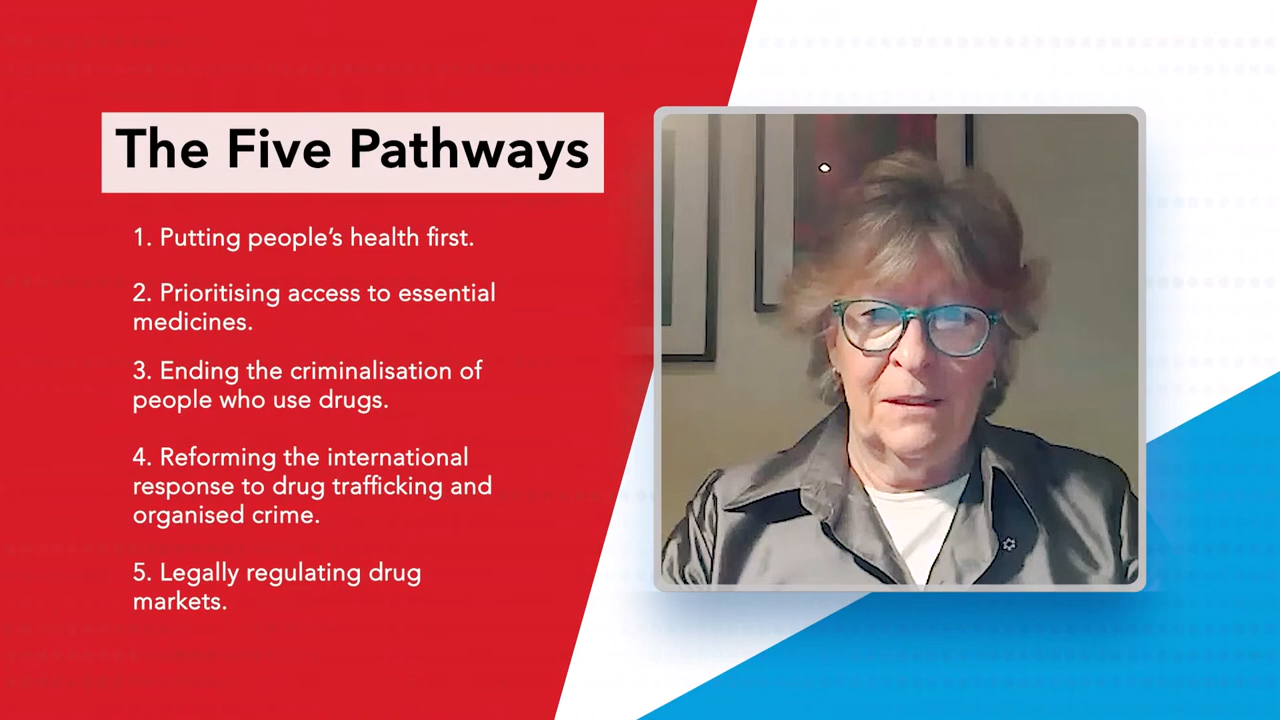 The Five Pathways
1. Putting people’s health first.
2. Prioritising access to essential
medicines.
3. Ending the criminalisation of
people who use drugs.
4. Reforming the international
response to drug trafficking and
organised crime.
5. Legally regulating drug
markets.